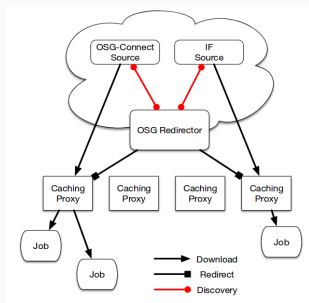 OSG-Connect
Source
IF
Source
OSG Redirector
Caching
Proxy
Caching
Proxy
Caching
Proxy
Caching
Proxy
Job
Job
Job
Download
Redirect
Discovery